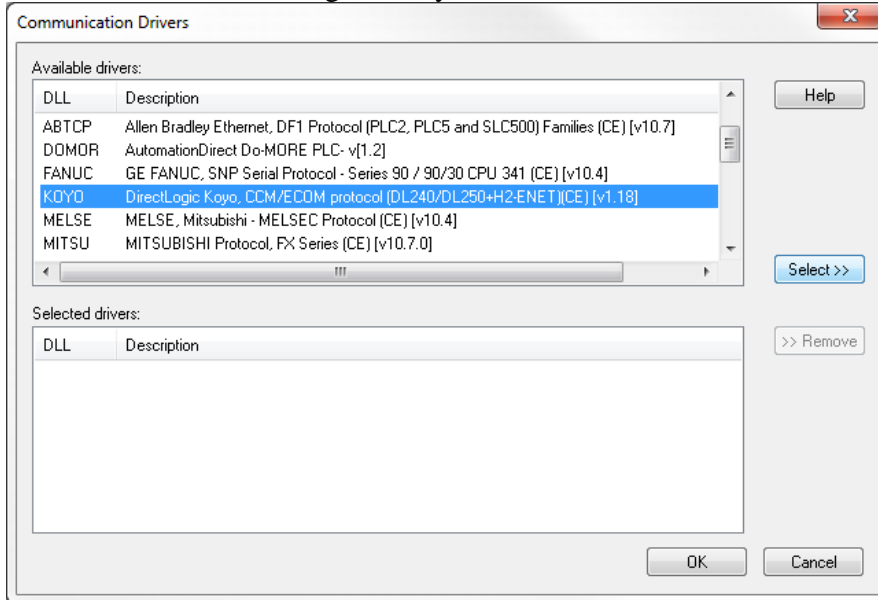 Communication Drivers
Available drivers:
DLL Description
Help
ABTCP Allen Bradley Ethernet, DF1 Protocol (PLC2, PLC5 and SLC500) Families (CE) [v10.7]
DOMOR AutomationDirect Do-MORE PLC- v[1.2]
FANUC GE FANUC, SNP Serial Protocol - Series 90 / 90/30 CPU 341 (CE) [v10.4]
KOYO DirectLogic Koyo, CCM/ECOM protocol (DL240/DL250+H2-ENET)(CE) [v1.18]
MELSE MELSE, Mitsubishi - MELSEC Protocol (CE) [v10.4]
MITSU MITSUBISHI Protocol, FX Series (CE) [v10.7.0]
Select >>
Selected drivers:
DLL Description
>> Remove
OK Cancel